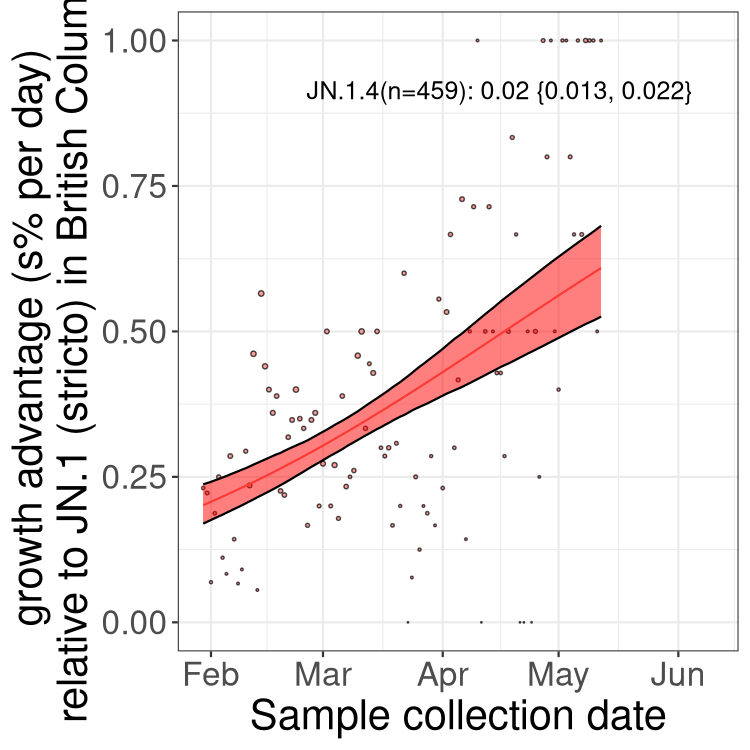 growth advantage (s% per day)
relative to JN.1 (stricto) in British Colum
1.00
0.75
0.50
0.25
0.00
JN.1.4(n=459): 0.02 {0.013, 0.022}
Feb Mar Apr May Jun
Sample collection date